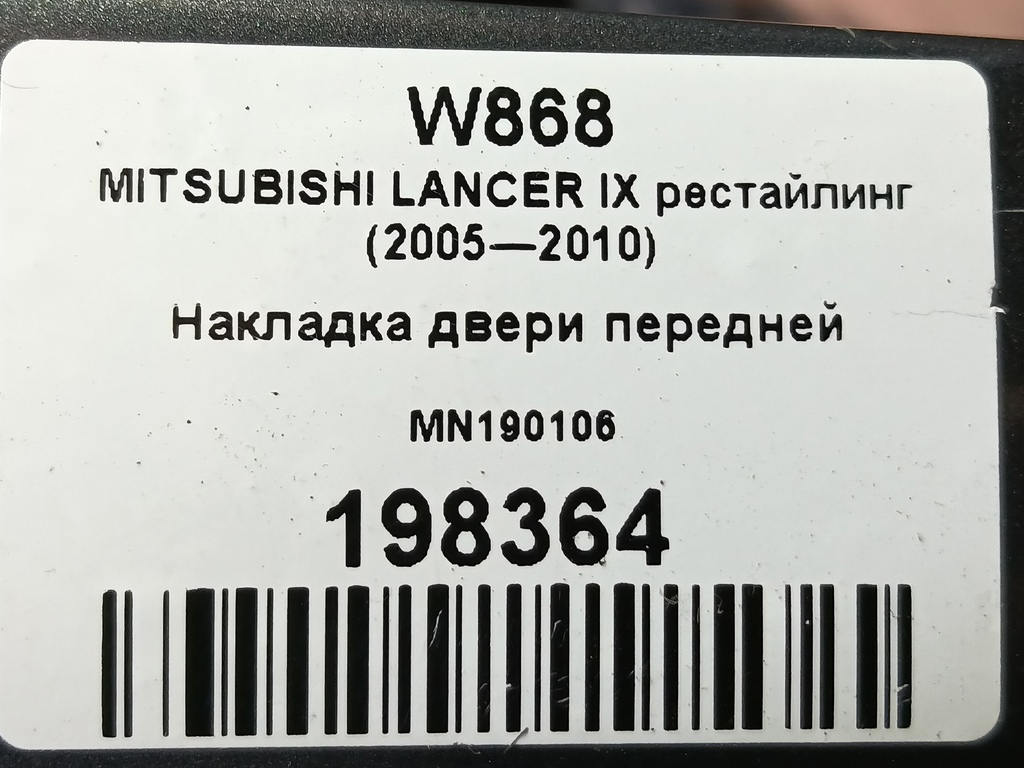 W868
MITSUBISHI LANCER IX рестайлинг
(2005—2010)
Накладка двери передней
MN190106
198364